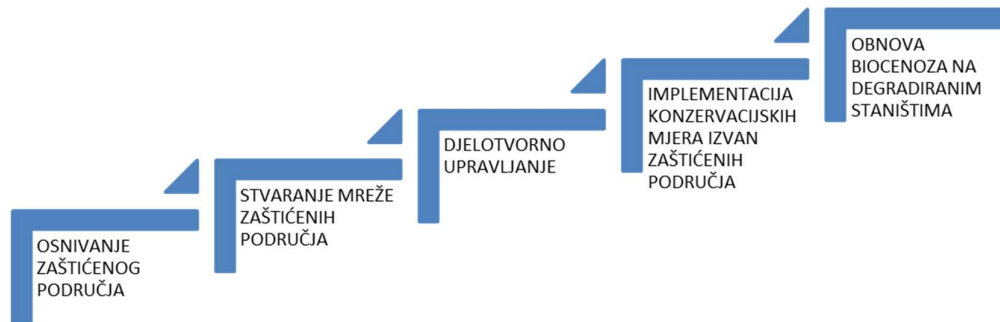 OSNIVANJE
ZAŠTIĆENOG
PODRUČJA
STVARANJE MREŽE
ZAŠTIĆENIH
PODRUČJA
DJELOTVORNO
UPRAVLJANJE
IMPLEMENTACIJA
KONZERVACIJSKIH
MJERA IZVAN
ZAŠTIĆENIH
PODRUČJA
OBNOVA
BIOCENOZA NA
DEGRADIRANIM
STANIŠTIMA